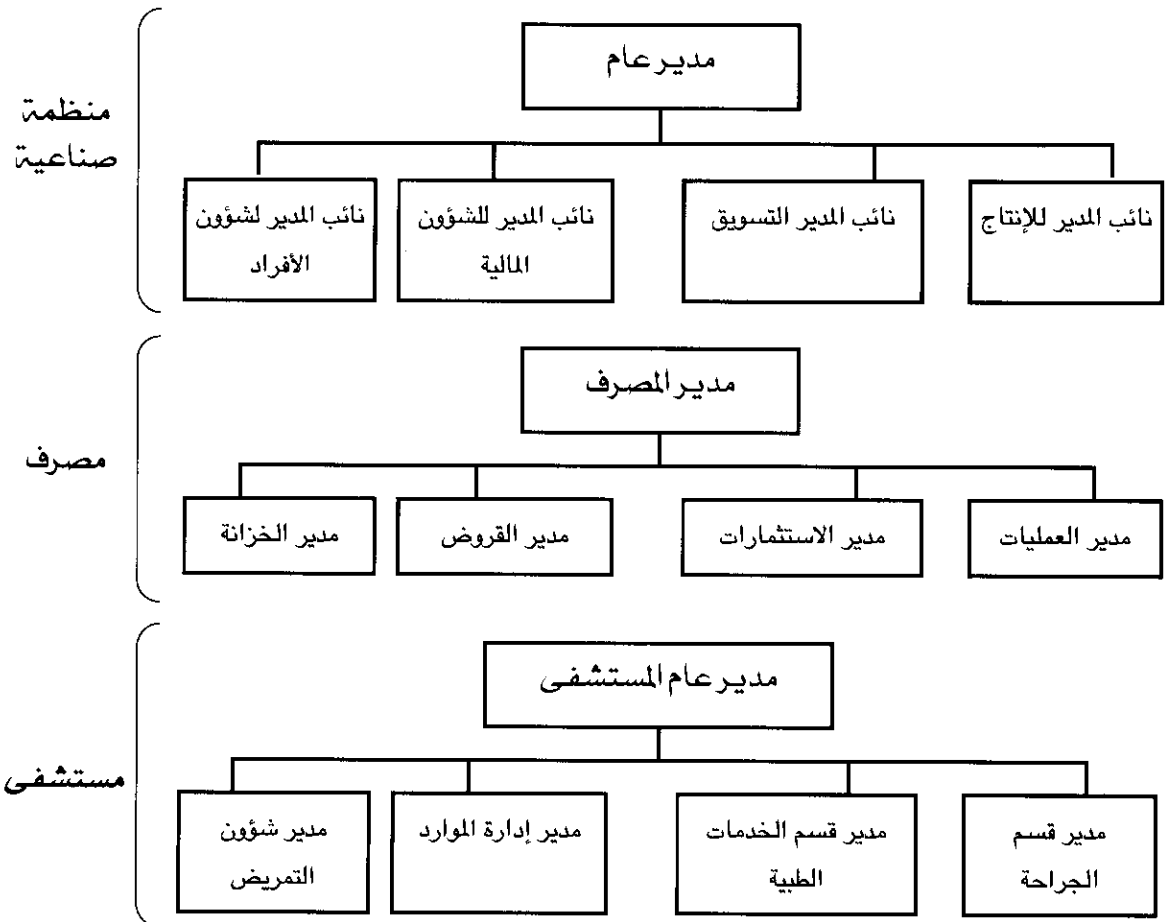 مدير عام
منظمة
صناعية
نائب المدير للإنتاج
نائب المدير التسويق
نائب المدير للشؤون
المالية
نائب المدير لشؤون
الأفراد
مدير المصرف
مصرف
مدير العمليات
مدير الاستثمارات
مدير القروض
مدير الخزانة
مدير عام المستشفى
مستشفى
مدير قسم
الجراحة
مدير قسم الخدمات
الطبية
مدير إدارة الموارد
مدير شؤون
التمريض